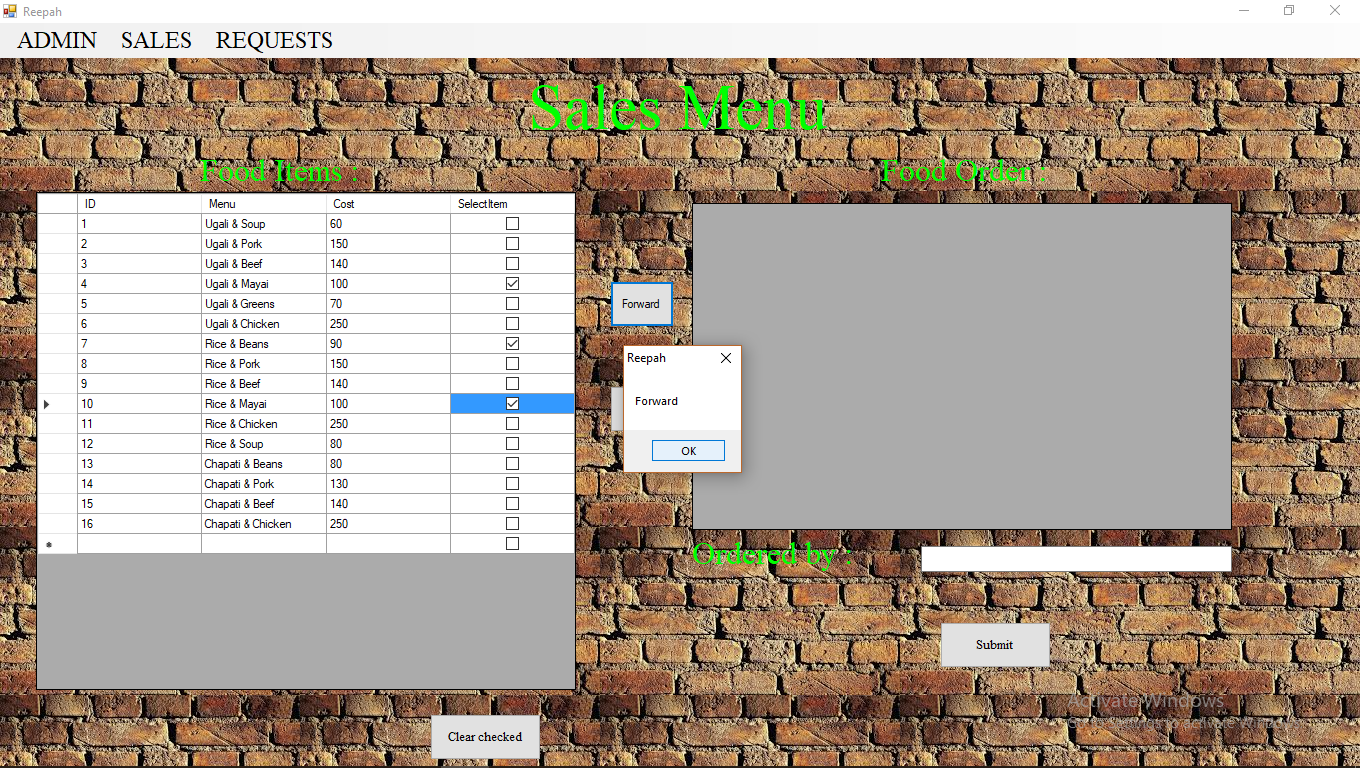 Reepah
ADMIN SALES REQUESTS
Sales Menu
Food Items :
ID Menu Cost SelectItem
1 Ugali & Soup 60
2 Ugali & Pork 150
3 Ugali & Beef 140
4 Ugali & Mayai 100
5 Ugali & Greens 70
6 Ugali & Chicken 250
7 Rice & Beans 90
8 Rice & Pork 150
9 Rice & Beef 140
10 Rice & Mayai 100
11 Rice & Chicken 250
12 Rice & Soup 80
13 Chapati & Beans 80
14 Chapati & Pork 130
15 Chapati & Beef 140
16 Chapati & Chicken 250
Clear checked
Forward
Reepah
Forward
OK
Food Order :
Ordered by :
Submit
Activate Windows